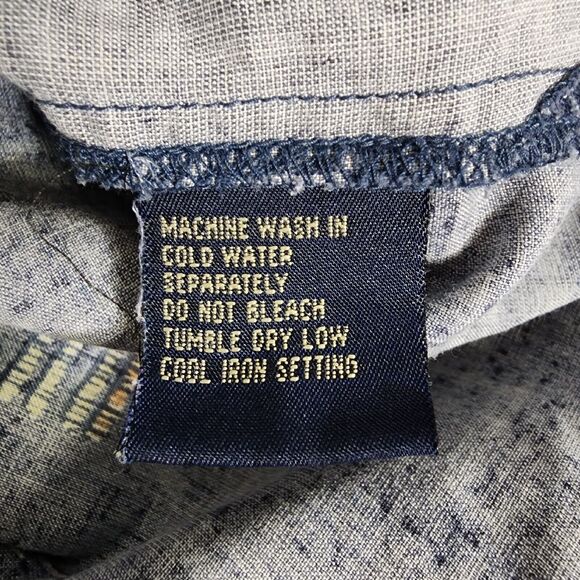 MACHINE WASH IN
COLD WATER
SEPARATELY
DO NOT BLEACH
TUMBLE DRY LOW
COOL IRON SETTING